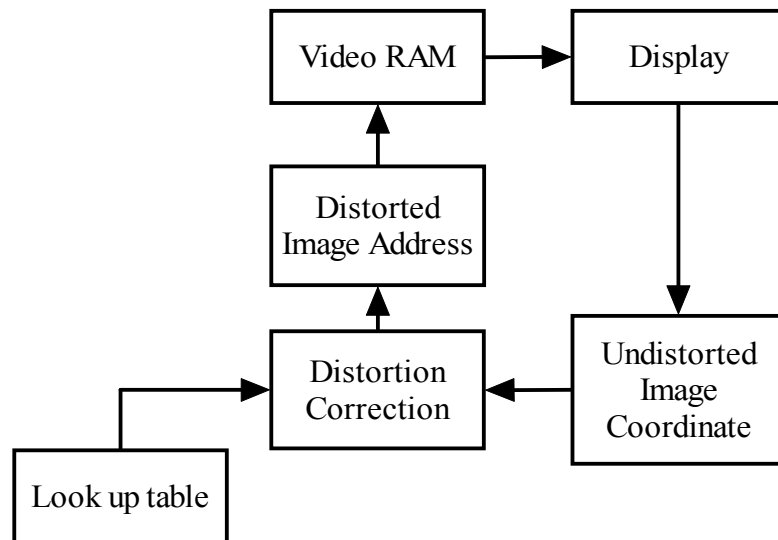 Video RAM
Display
Distorted
Image Address
Distortion
Correction
Undistorted
Image
Coordinate
Look up table